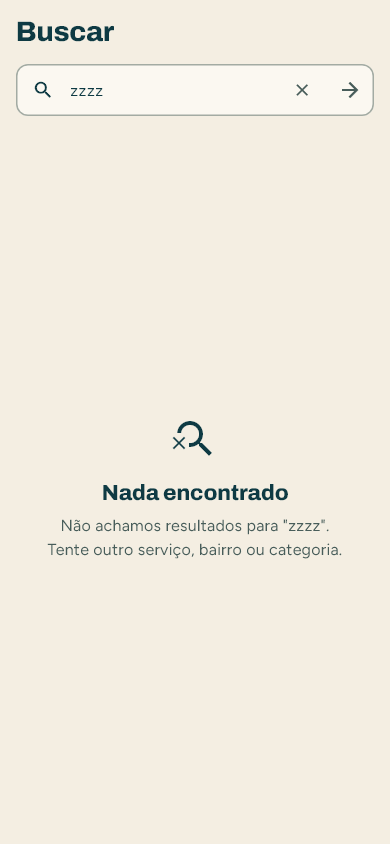 Buscar
zzzz
Nada encontrado
Não achamos resultados para "zzzz".
Tente outro serviço, bairro ou categoria.